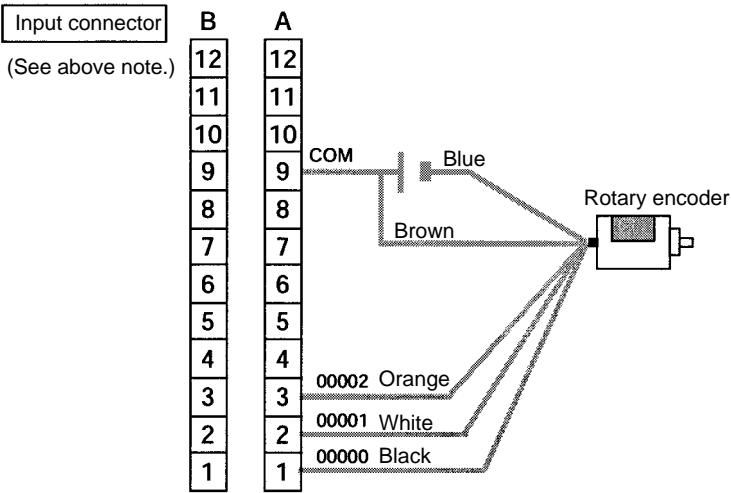 Input connector
(See above note.)
B A
12 12
11 11
10 10
9 9 COM Blue
8 8 Brown
Rotary encoder
7 7
6 6
5 5
4 4
3 3 00002 Orange
2 2 00001 White
1 1 00000 Black